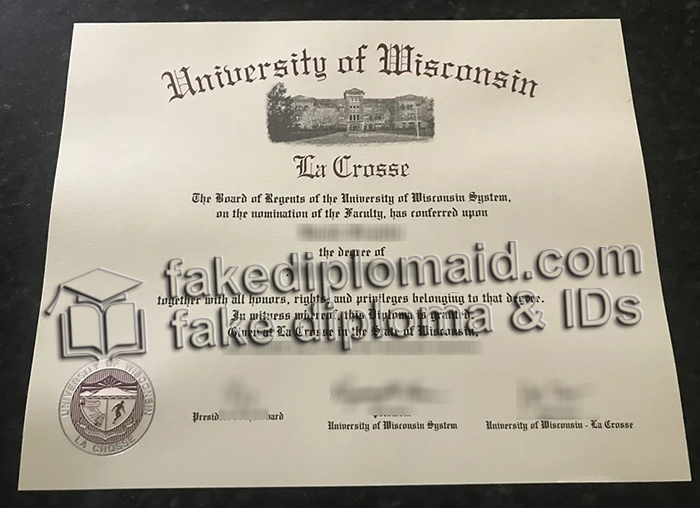 University of Wisconsin
La Crosse
The Board of Regents of the University of Wisconsin System,
on the nomination of the Faculty, has conferred upon
the degree of
fakediplomaid.com
together with all honors, rights and privileges belonging to that degree.
fake diploma & IDs
In witness whereof, this Diploma is granted.
Given at La Crosse in the State of Wisconsin,
University of Wisconsin System
University of Wisconsin - La Crosse
UNIVERSITY OF WISCONSIN
LA CROSSE